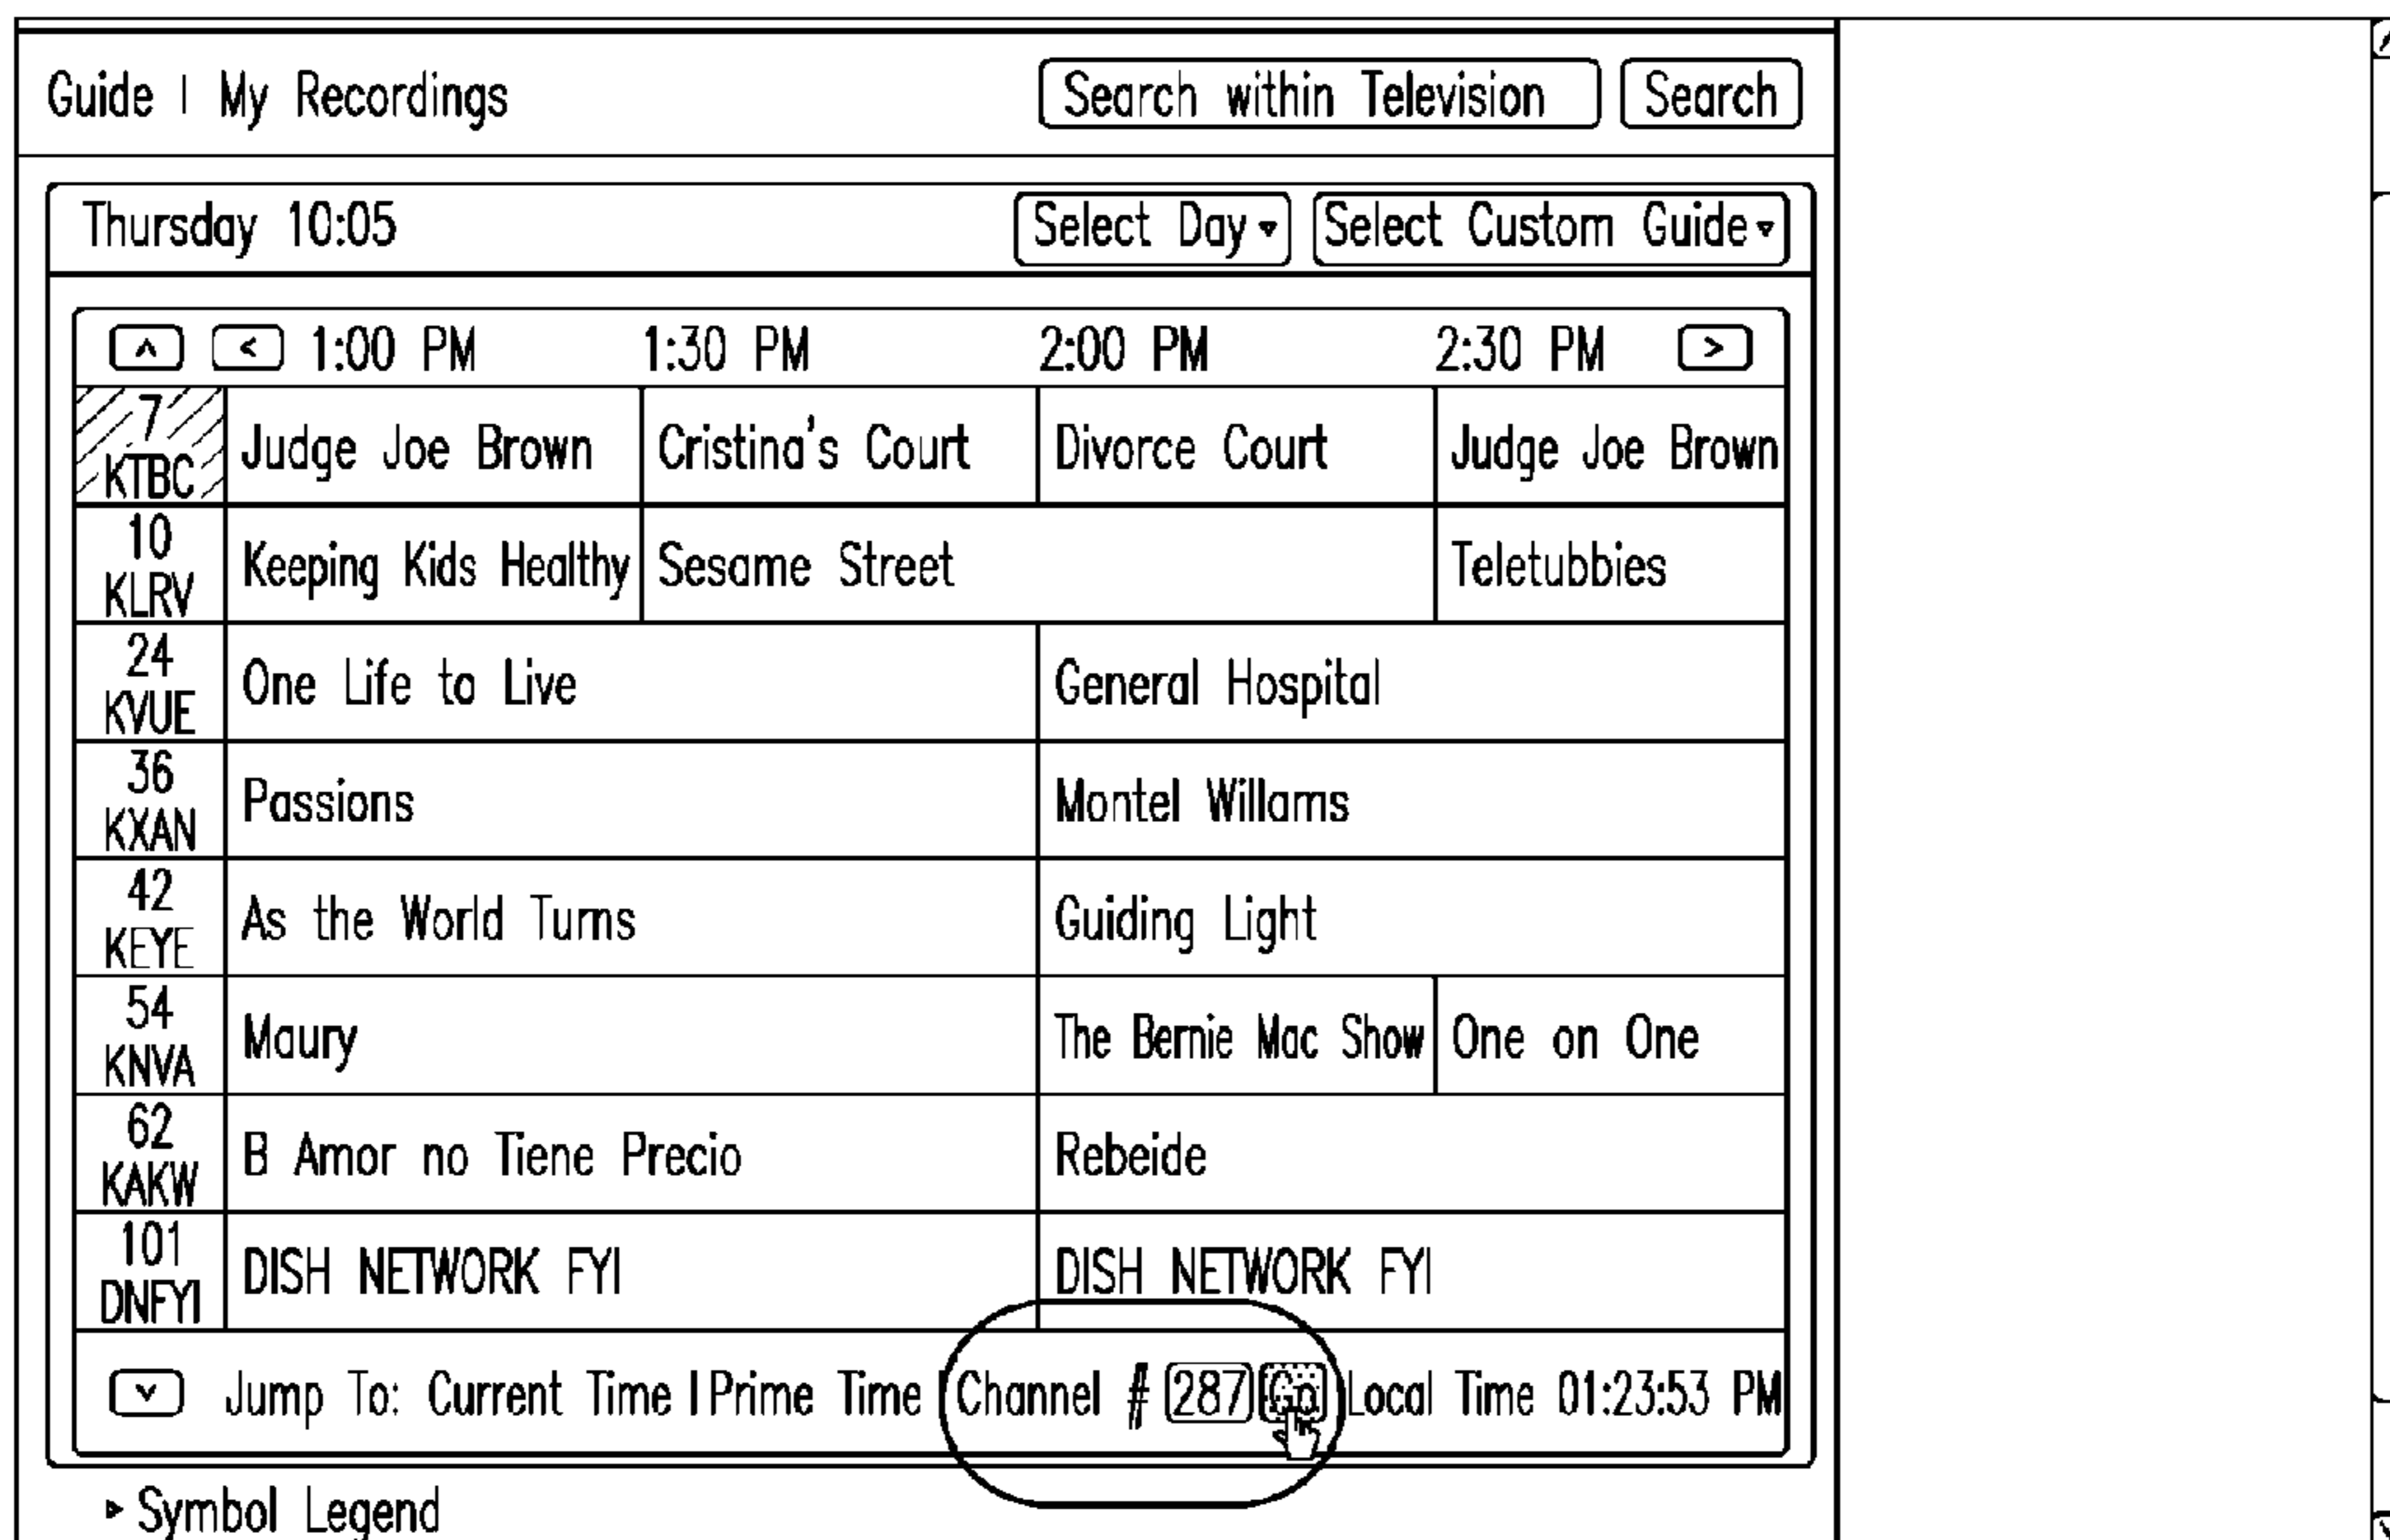 Guide | My Recordings Search within Television Search
Thursday 10:05 Select Day ▾ Select Custom Guide ▾
^ < 1:00 PM 1:30 PM 2:00 PM 2:30 PM >
7 KTBC Judge Joe Brown Cristina's Court Divorce Court Judge Joe Brown
10 KLRV Keeping Kids Healthy Sesame Street Teletubbies
24 KVUE One Life to Live General Hospital
36 KXAN Passions Montel Willams
42 KEYE As the World Turns Guiding Light
54 KNVA Maury The Bernie Mac Show One on One
62 KAKW B Amor no Tiene Precio Rebeide
101 DNFYI DISH NETWORK FYI DISH NETWORK FYI
v Jump To: Current Time | Prime Time | Channel # 287 Go Local Time 01:23:53 PM
▸ Symbol Legend